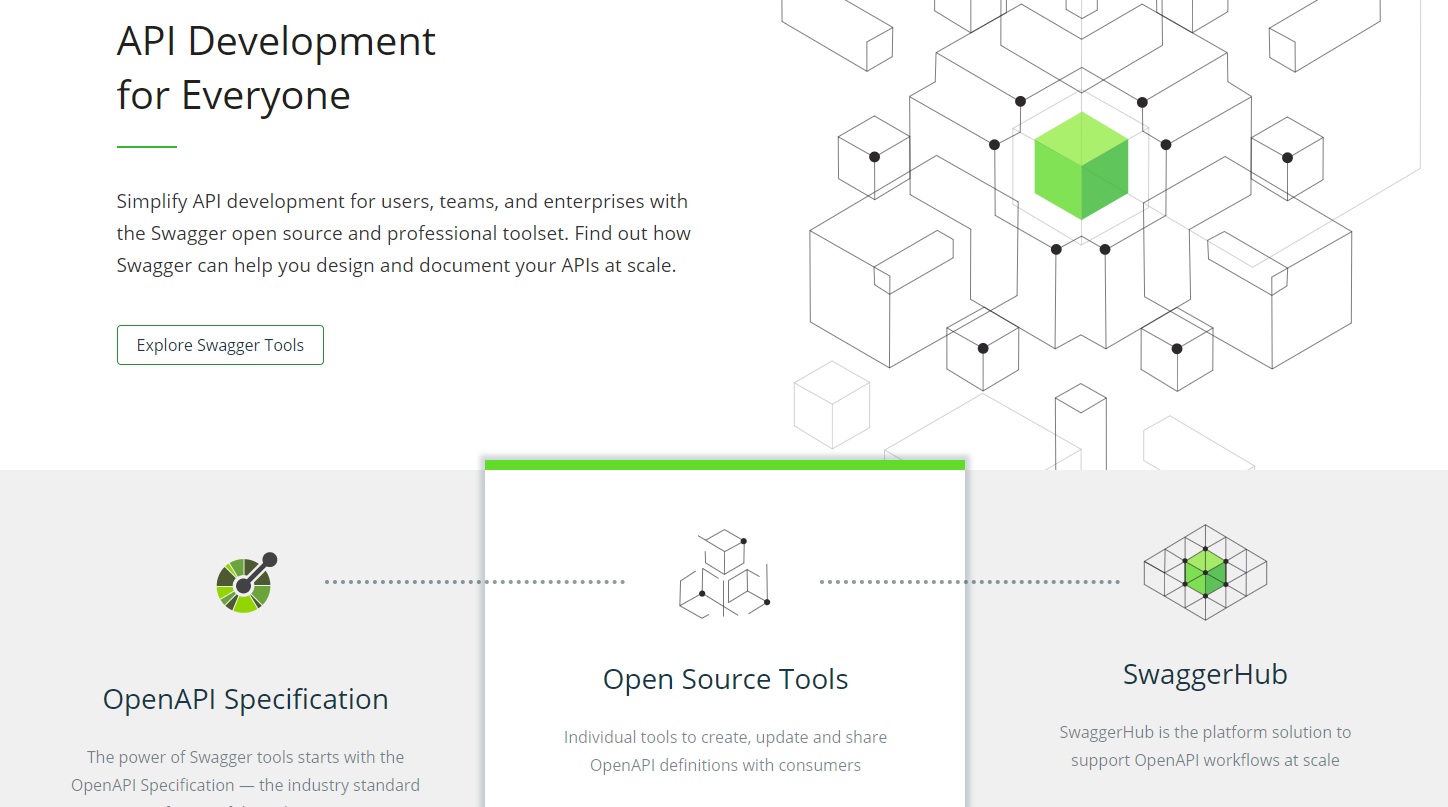 API Development
for Everyone
Simplify API development for users, teams, and enterprises with
the Swagger open source and professional toolset. Find out how
Swagger can help you design and document your APIs at scale.
Explore Swagger Tools
OpenAPI Specification
The power of Swagger tools starts with the
OpenAPI Specification — the industry standard
Open Source Tools
Individual tools to create, update and share
OpenAPI definitions with consumers
SwaggerHub
SwaggerHub is the platform solution to
support OpenAPI workflows at scale